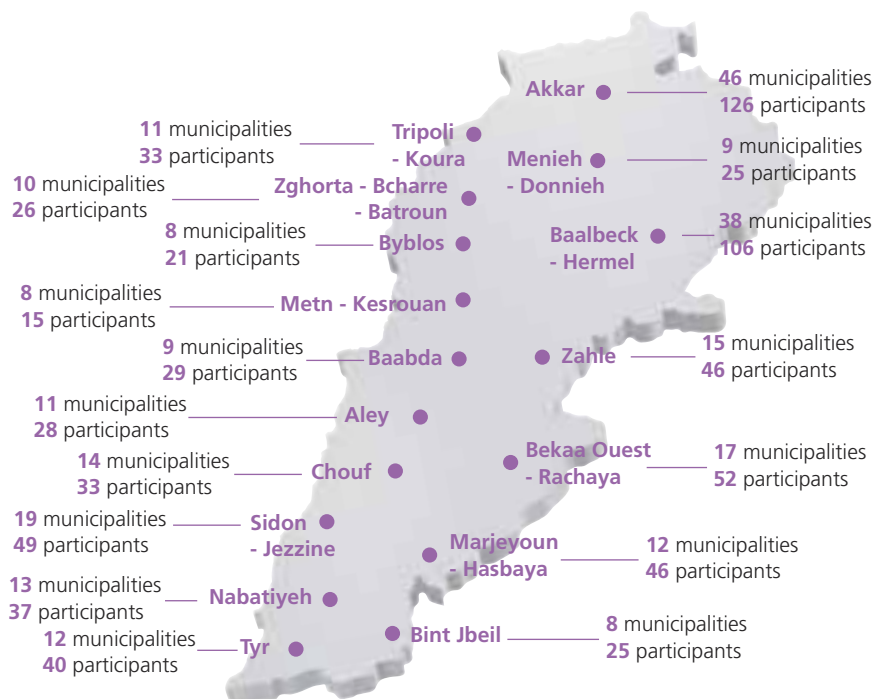 Akkar
46 municipalities
126 participants
11 municipalities
33 participants
Tripoli
- Koura
Menieh
- Donnieh
9 municipalities
25 participants
10 municipalities
26 participants
Zghorta - Bcharre
- Batroun
8 municipalities
21 participants
Byblos
Baalbeck
- Hermel
38 municipalities
106 participants
8 municipalities
15 participants
Metn - Kesrouan
9 municipalities
29 participants
Baabda
Zahle
15 municipalities
46 participants
11 municipalities
28 participants
Aley
14 municipalities
33 participants
Chouf
Bekaa Ouest
- Rachaya
17 municipalities
52 participants
19 municipalities
49 participants
Sidon
- Jezzine
Marjeyoun
- Hasbaya
12 municipalities
46 participants
13 municipalities
37 participants
Nabatiyeh
12 municipalities
40 participants
Tyr
Bint Jbeil
8 municipalities
25 participants